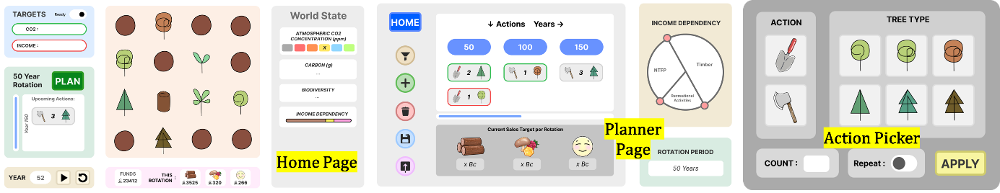 TARGETS
Ready
CO2 :
INCOME :
50 Year
Rotation
PLAN
Upcoming Actions:
Year 150
3
YEAR
52
FUNDS
23412
THIS
ROTATION :
3525
320
266
World State
ATMOSPHERIC CO2
CONCENTRATION (ppm)
X
CARBON (g)
...
BIODIVERSITY
...
INCOME DEPENDENCY
Home Page
HOME
↓ Actions Years →
50
100
150
2
1
3
1
Current Sales Target per Rotation
x Bc
x Bc
x Bc
Planner
Page
INCOME DEPENDENCY
NTFP
Timber
Recreational
Activities
ROTATION PERIOD
50 Years
ACTION
TREE TYPE
Action Picker
COUNT :
Repeat :
APPLY